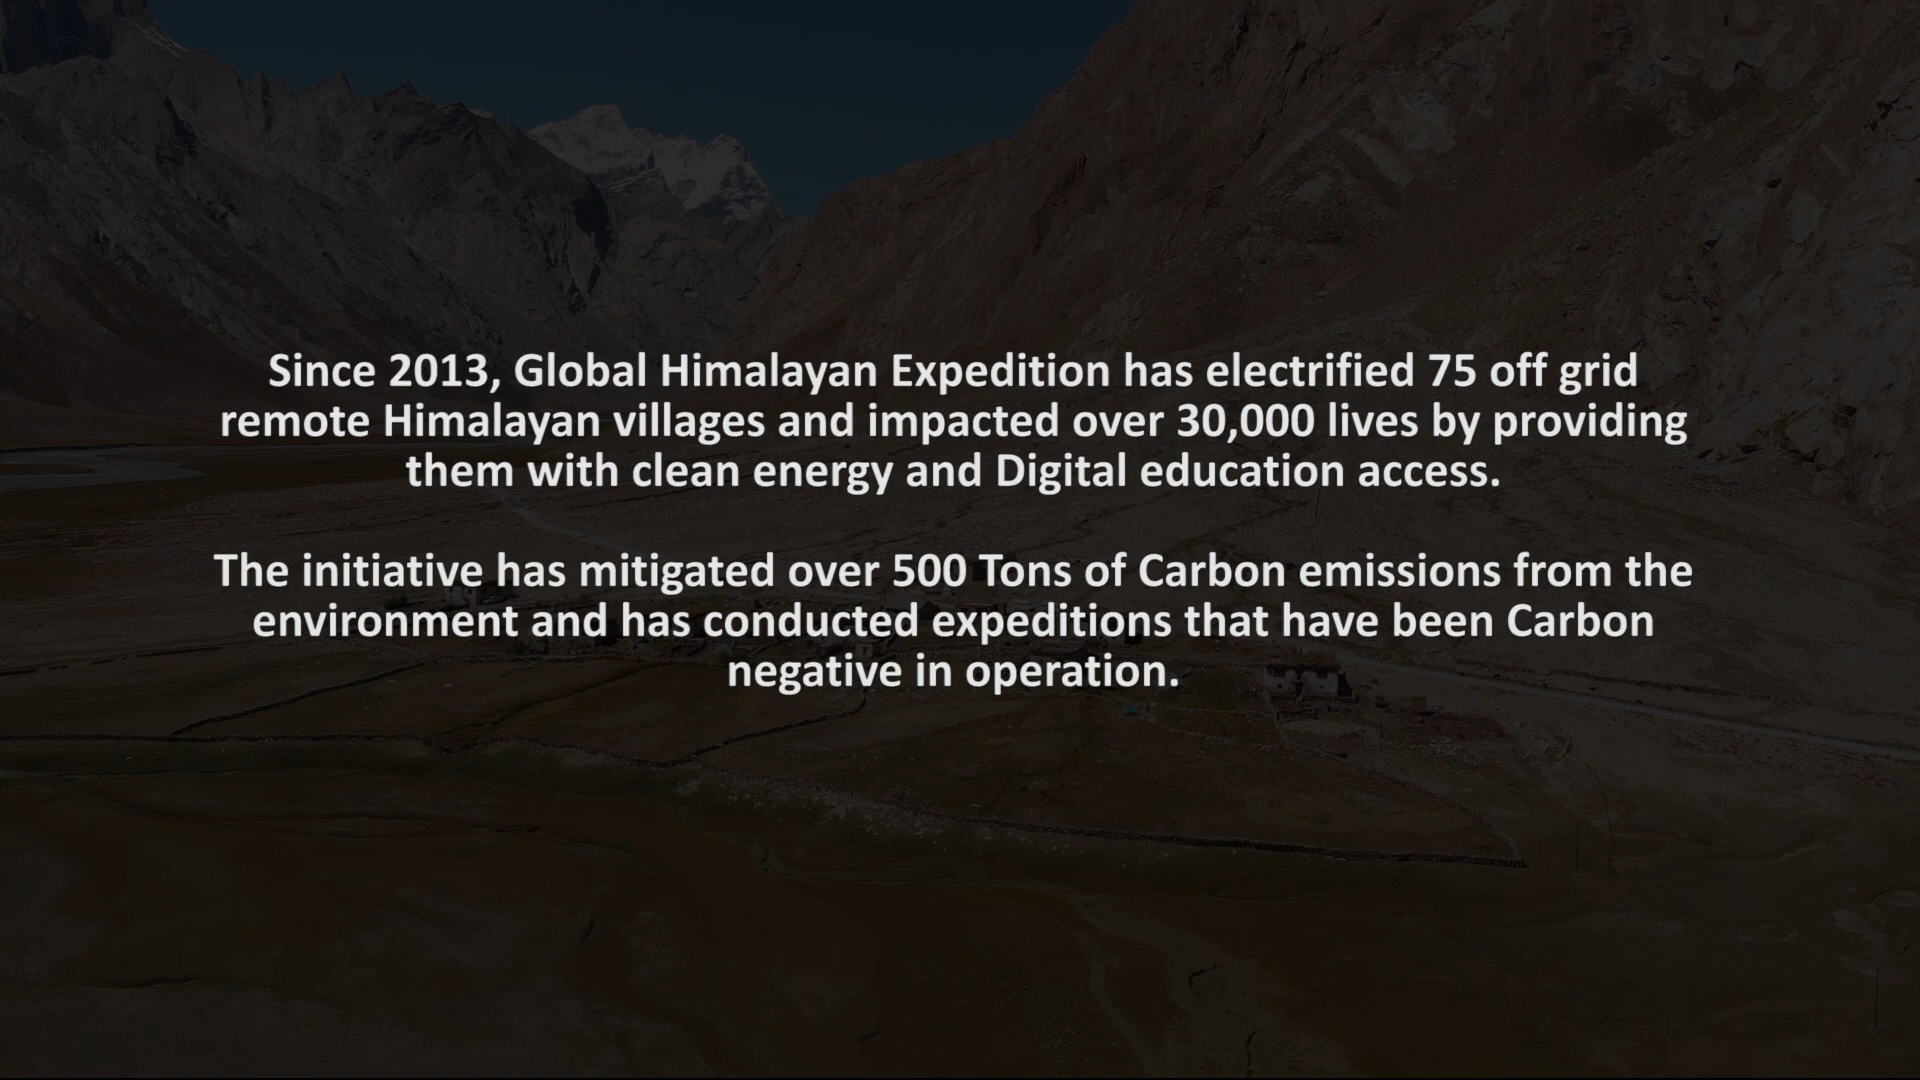 Since 2013, Global Himalayan Expedition has electrified 75 off grid
remote Himalayan villages and impacted over 30,000 lives by providing
them with clean energy and Digital education access.
The initiative has mitigated over 500 Tons of Carbon emissions from the
environment and has conducted expeditions that have been Carbon
negative in operation.